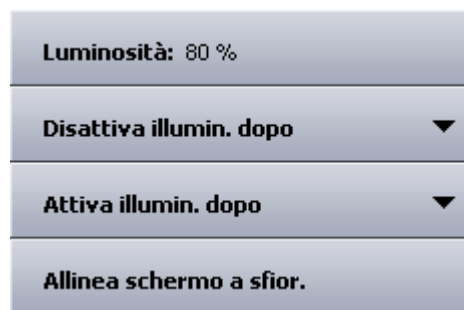 Luminosità: 80 %
Disattiva illumin. dopo
Attiva illumin. dopo
Allinea schermo a sfior.